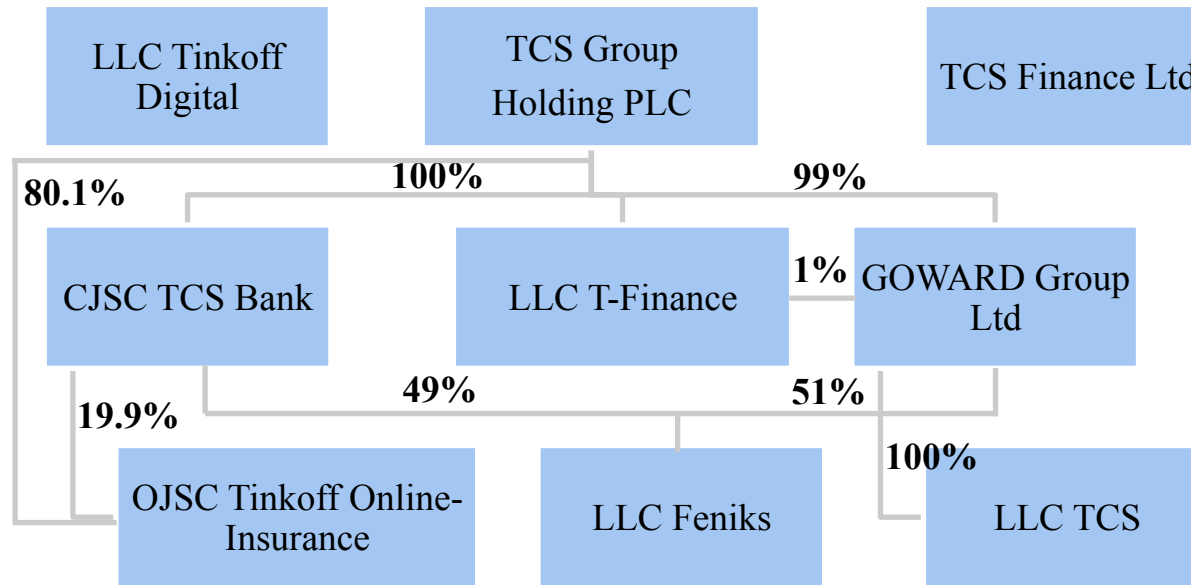 LLC Tinkoff
Digital
TCS Group
Holding PLC
TCS Finance Ltd
80.1%
100%
99%
CJSC TCS Bank
LLC T-Finance
1%
GOWARD Group
Ltd
19.9%
49%
51%
100%
OJSC Tinkoff Online-
Insurance
LLC Feniks
LLC TCS